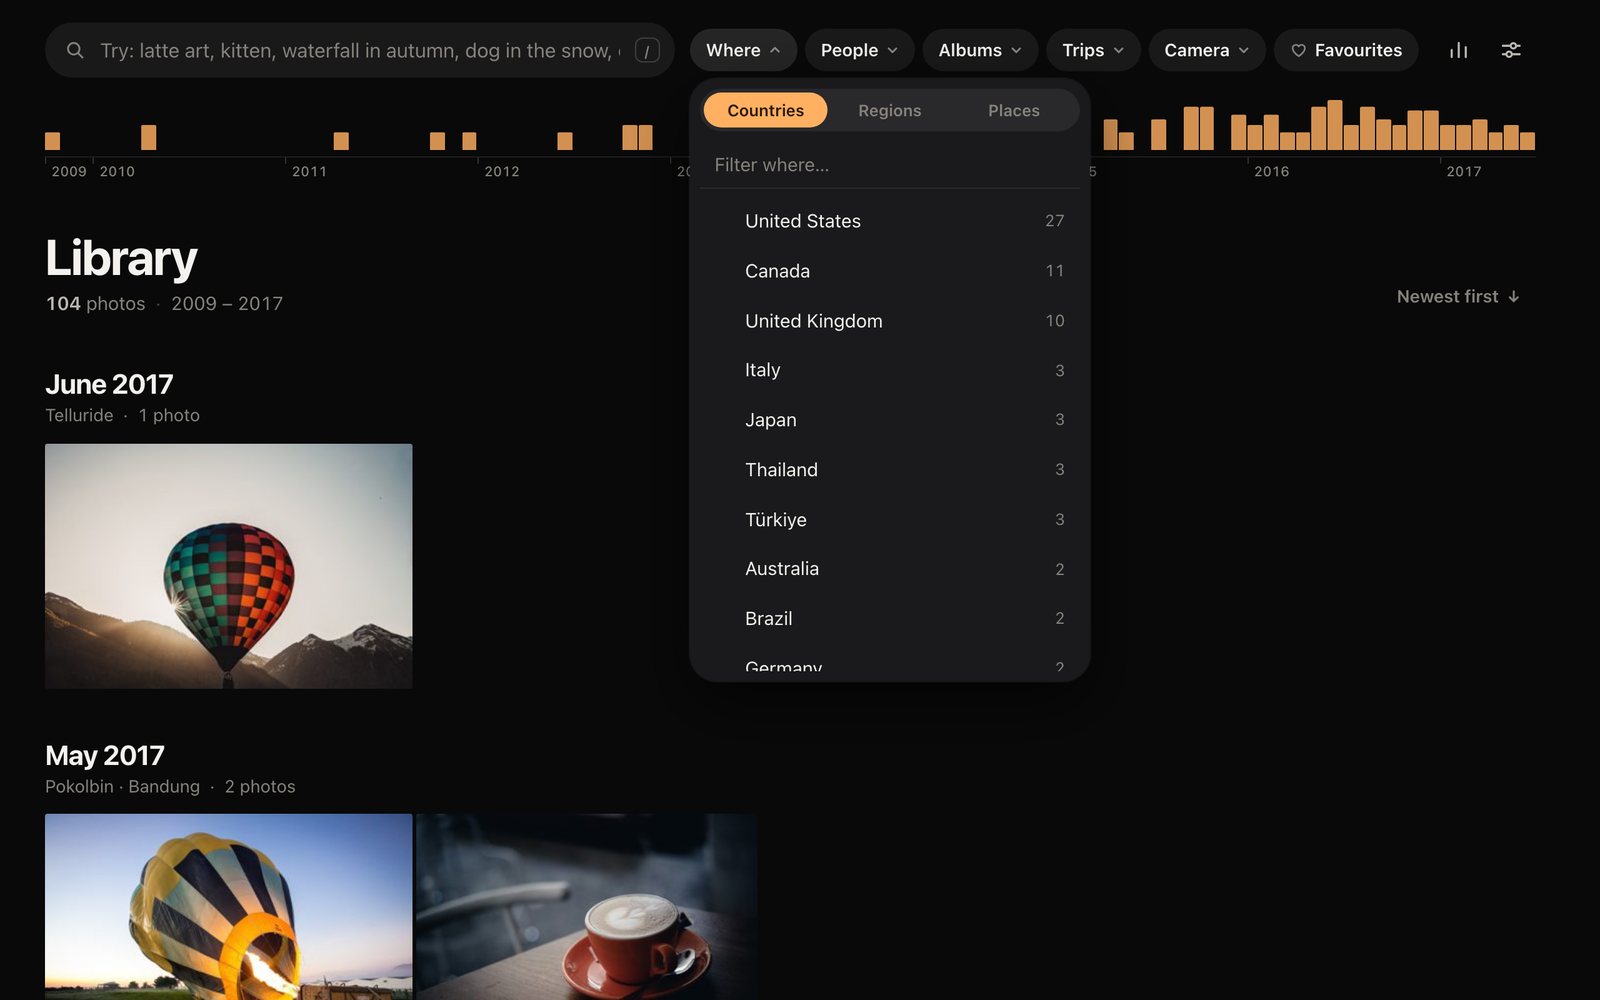 Try: latte art, kitten, waterfall in autumn, dog in the snow,
/
Where
People
Albums
Trips
Camera
Favourites
Countries
Regions
Places
Filter where...
United States 27
Canada 11
United Kingdom 10
Italy 3
Japan 3
Thailand 3
Türkiye 3
Australia 2
Brazil 2
Germany 2
2009
2010
2011
2012
2016
2017
Library
104 photos · 2009 – 2017
Newest first ↓
June 2017
Telluride · 1 photo
May 2017
Pokolbin · Bandung · 2 photos